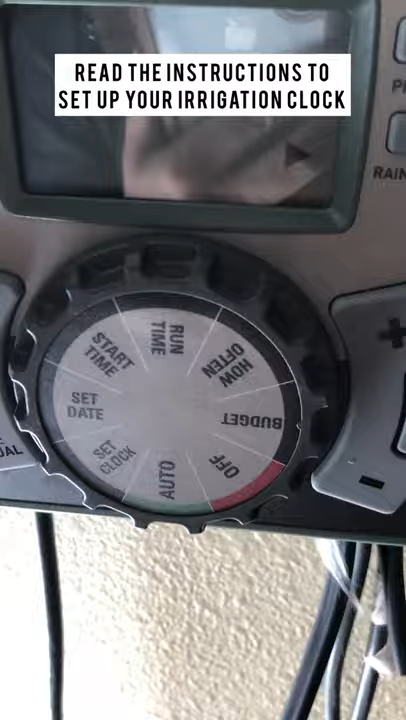 READ THE INSTRUCTIONS TO
SET UP YOUR IRRIGATION CLOCK
RAIN
RUN
TIME
START
TIME
HOW
OFTEN
SET
DATE
BUDGET
SET
CLOCK
AUTO
OFF
+
-